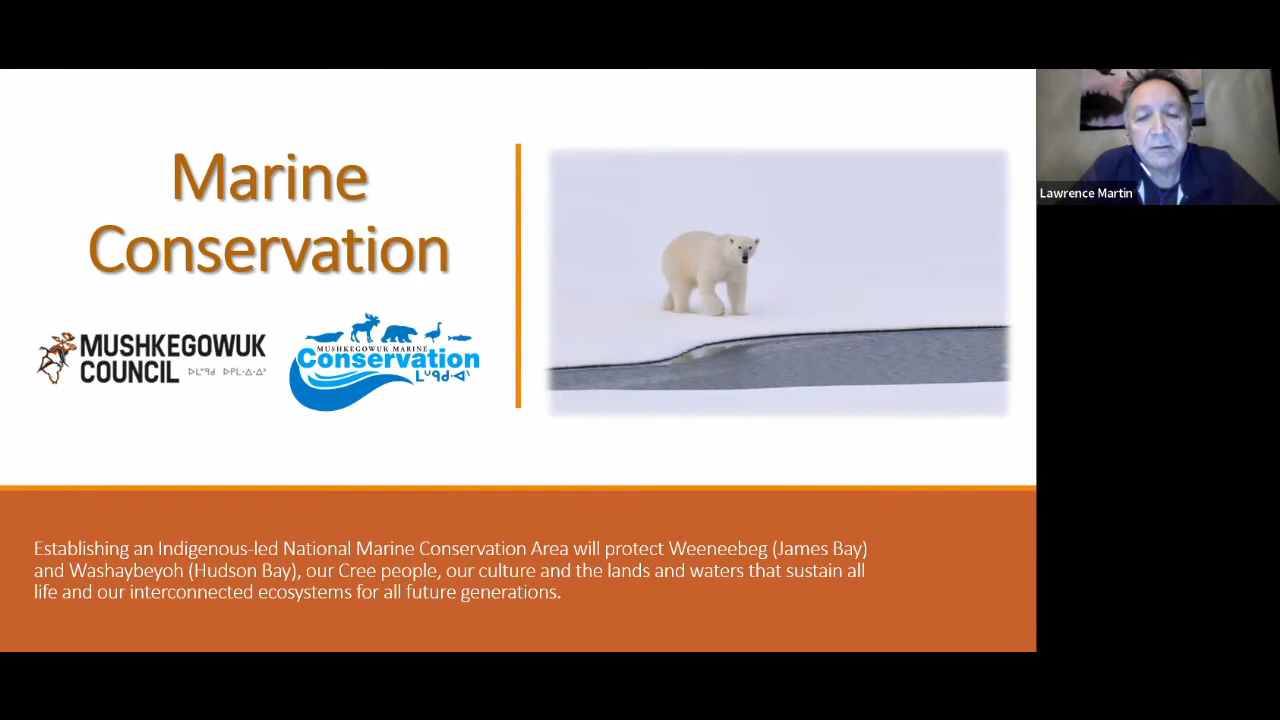 Marine
Conservation
MUSHKEGOWUK
COUNCIL
MUSHKEGOWUK MARINE
Conservation
Establishing an Indigenous-led National Marine Conservation Area will protect Weeneebeg (James Bay)
and Washaybeyoh (Hudson Bay), our Cree people, our culture and the lands and waters that sustain all
life and our interconnected ecosystems for all future generations.
Lawrence Martin